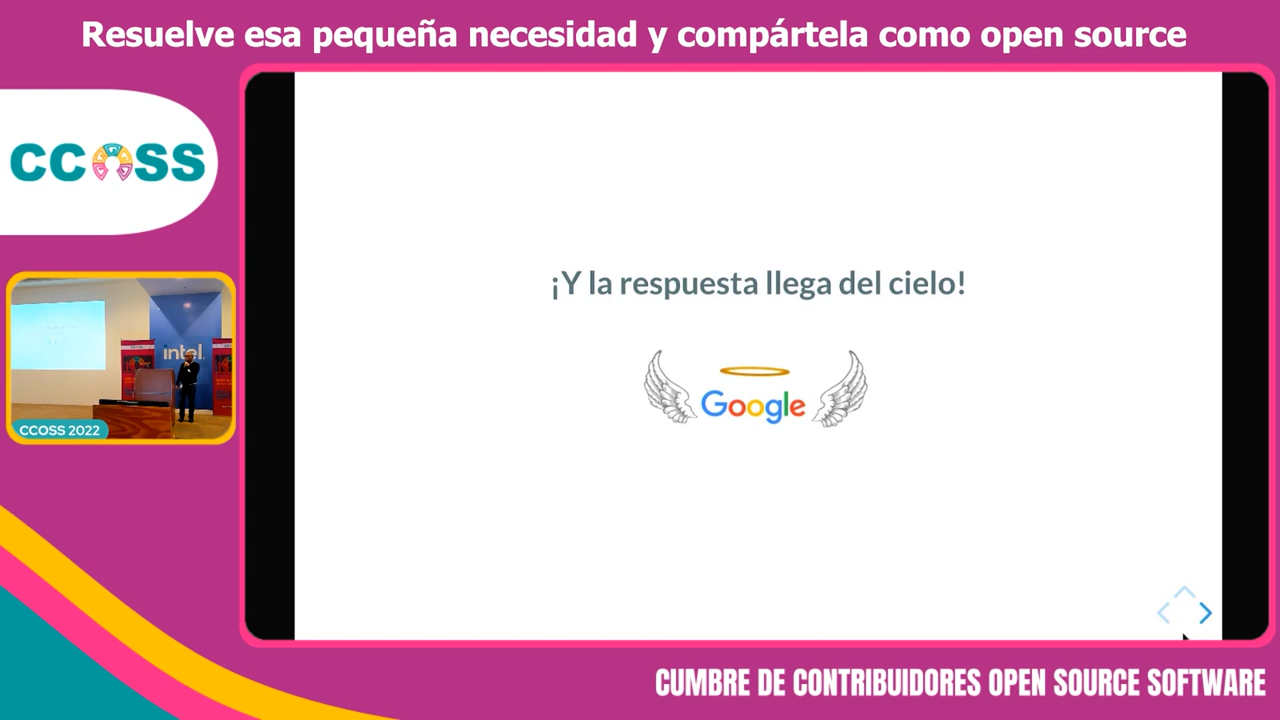 Resuelve esa pequeña necesidad y compártela como open source
CCOSS
¡Y la respuesta llega del cielo!
Google
intel.
CCOSS 2022
CUMBRE DE CONTRIBUIDORES OPEN SOURCE SOFTWARE